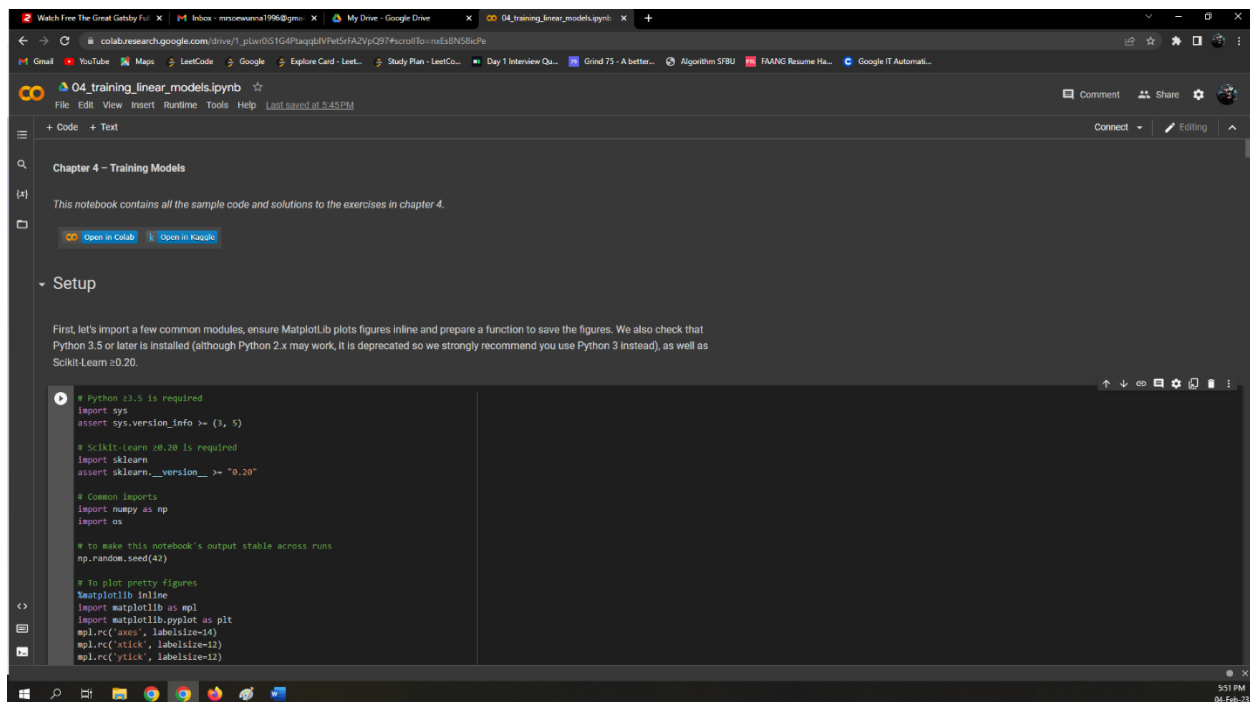 Watch Free The Great Gatsby Full
Inbox - mrsoewunna1996@gmai
My Drive - Google Drive
04_training_linear_models.ipynb
colab.research.google.com/drive/1_pLwr0iS1G4PtaqqbIVPet5rFA2VpQ97#scrollTo=nxEsBN58icPe
Gmail YouTube Maps LeetCode Google Explore Card - Leet... Study Plan - LeetCo... Day 1 Interview Qu... Grind 75 - A better... Algorithm SFBU FAANG Resume Ha... Google IT Automati...
04_training_linear_models.ipynb
Comment Share
File Edit View Insert Runtime Tools Help Last saved at 5:45 PM
+ Code + Text
Connect Editing
Chapter 4 – Training Models
{x}
This notebook contains all the sample code and solutions to the exercises in chapter 4.
Open in Colab k Open in Kaggle
Setup
First, let's import a few common modules, ensure MatplotLib plots figures inline and prepare a function to save the figures. We also check that
Python 3.5 or later is installed (although Python 2.x may work, it is deprecated so we strongly recommend you use Python 3 instead), as well as
Scikit-Learn ≥0.20.
# Python ≥3.5 is required
import sys
assert sys.version_info >= (3, 5)
# Scikit-Learn ≥0.20 is required
import sklearn
assert sklearn.__version__ >= "0.20"
# Common imports
import numpy as np
import os
# to make this notebook's output stable across runs
np.random.seed(42)
# To plot pretty figures
%matplotlib inline
import matplotlib as mpl
import matplotlib.pyplot as plt
mpl.rc('axes', labelsize=14)
mpl.rc('xtick', labelsize=12)
mpl.rc('ytick', labelsize=12)
5:51 PM
04-Feb-23